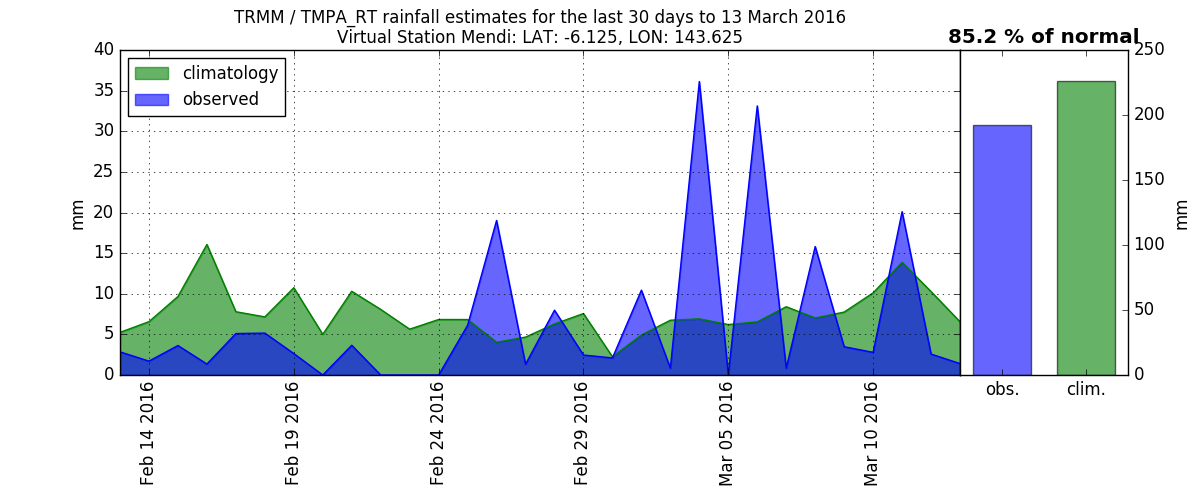 TRMM / TMPA_RT rainfall estimates for the last 30 days to 13 March 2016
Virtual Station Mendi: LAT: -6.125, LON: 143.625
85.2 % of normal
climatology
observed
mm
40
35
30
25
20
15
10
5
0
Feb 14 2016
Feb 19 2016
Feb 24 2016
Feb 29 2016
Mar 05 2016
Mar 10 2016
obs.
clim.
250
200
150
100
50
0
mm